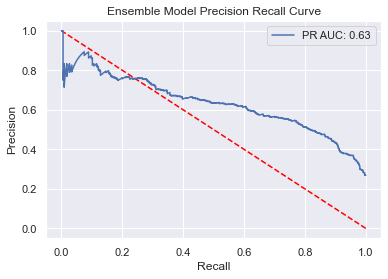 Ensemble Model Precision Recall Curve
PR AUC: 0.63
1.0
0.8
0.6
0.4
0.2
0.0
Precision
0.0 0.2 0.4 0.6 0.8 1.0
Recall